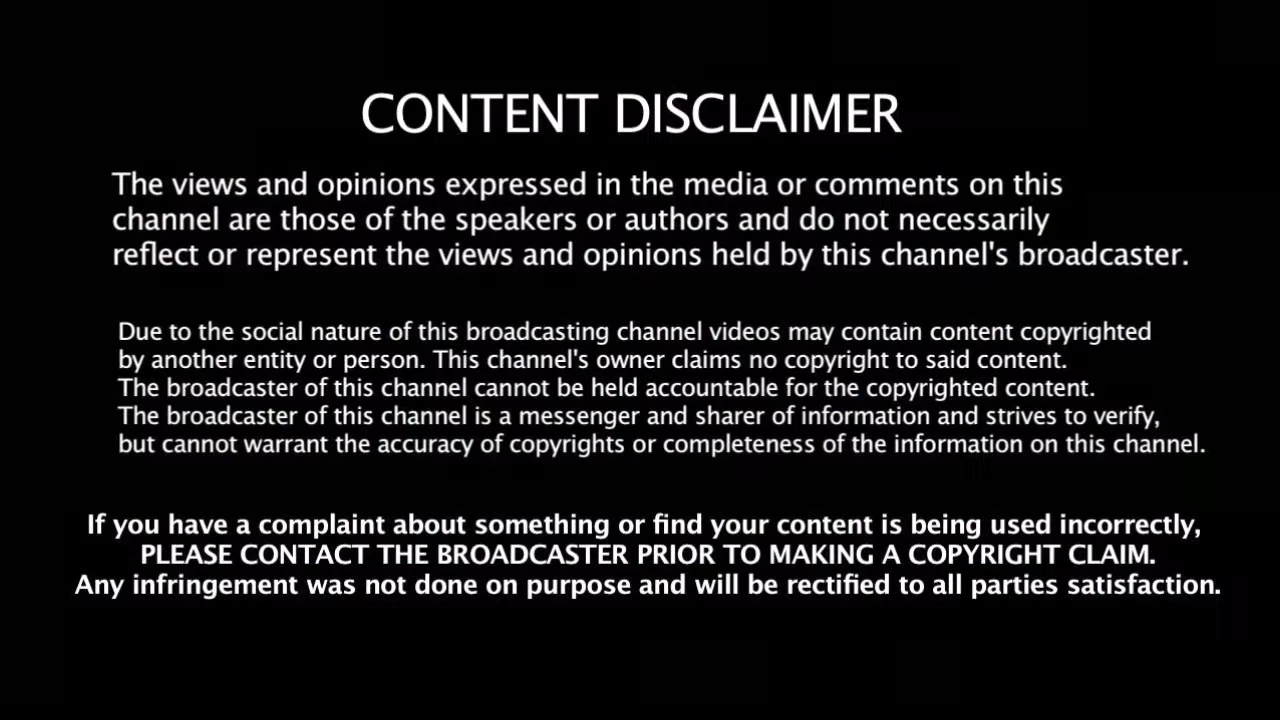 CONTENT DISCLAIMER
The views and opinions expressed in the media or comments on this
channel are those of the speakers or authors and do not necessarily
reflect or represent the views and opinions held by this channel's broadcaster.
Due to the social nature of this broadcasting channel videos may contain content copyrighted
by another entity or person. This channel's owner claims no copyright to said content.
The broadcaster of this channel cannot be held accountable for the copyrighted content.
The broadcaster of this channel is a messenger and sharer of information and strives to verify,
but cannot warrant the accuracy of copyrights or completeness of the information on this channel.
If you have a complaint about something or find your content is being used incorrectly,
PLEASE CONTACT THE BROADCASTER PRIOR TO MAKING A COPYRIGHT CLAIM.
Any infringement was not done on purpose and will be rectified to all parties satisfaction.